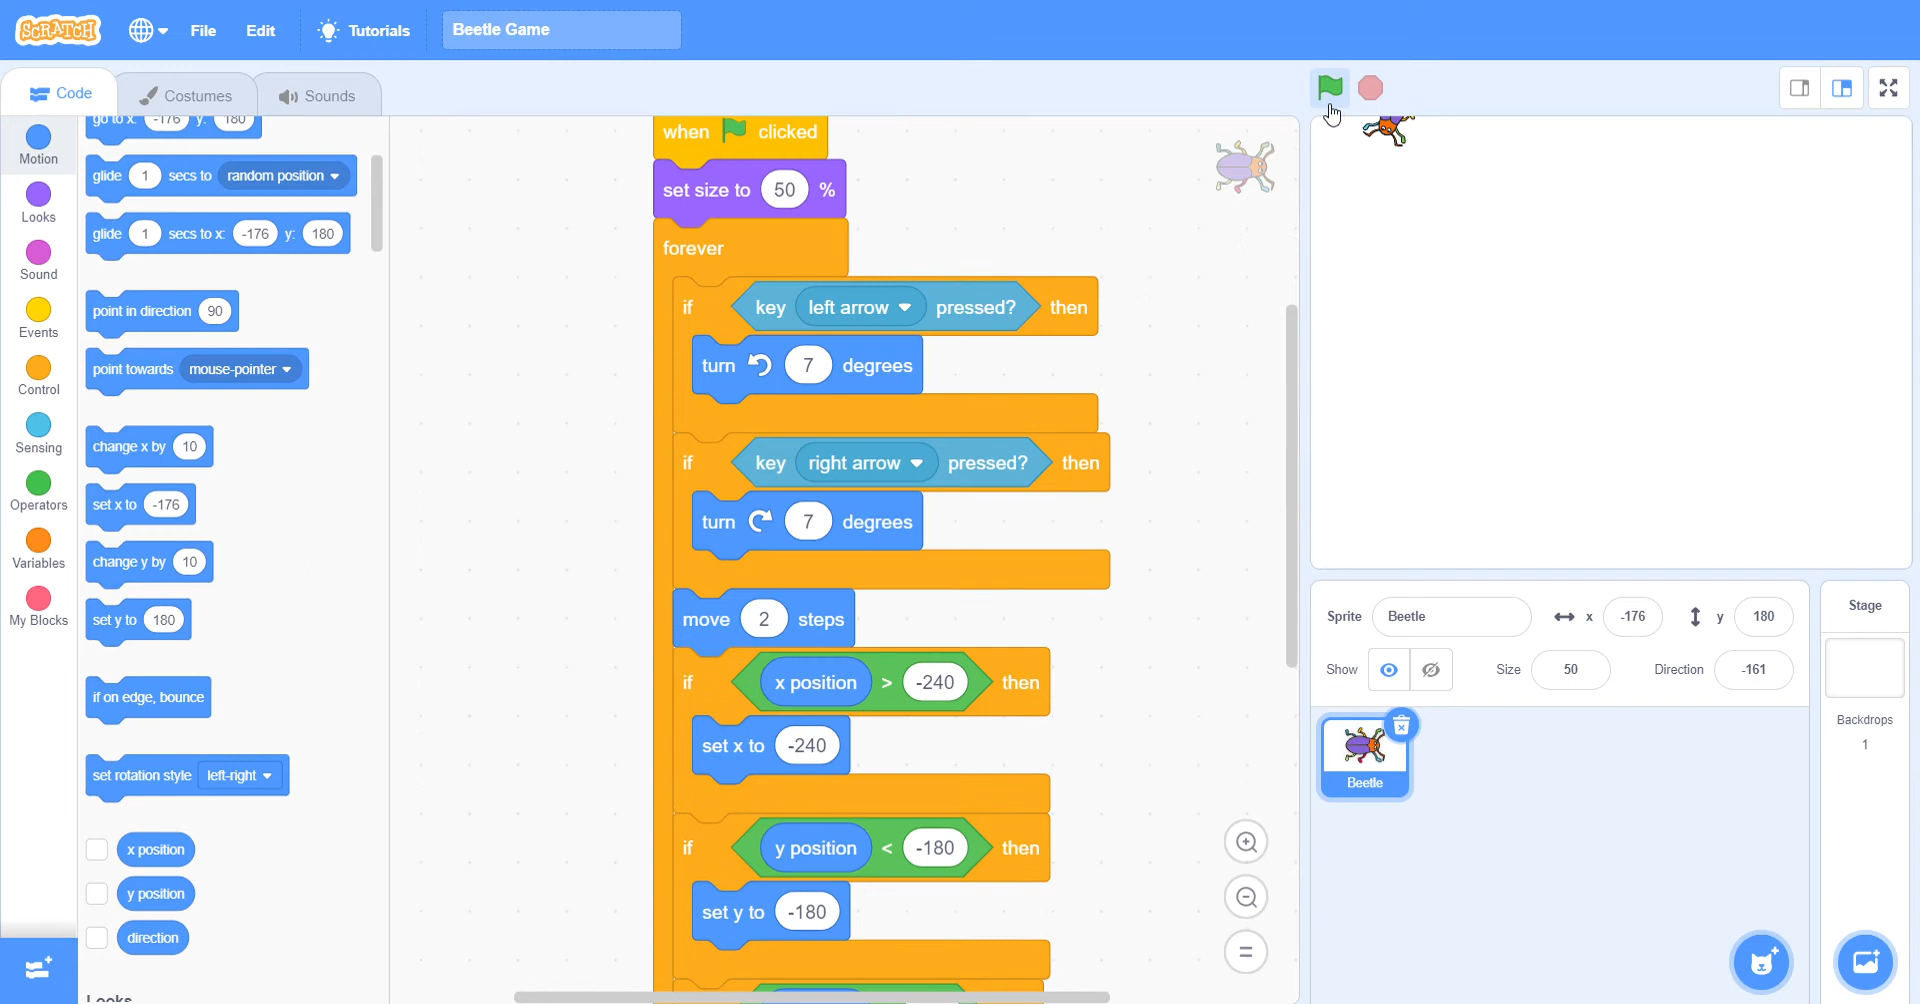 SCRATCH File Edit Tutorials Beetle Game
Code Costumes Sounds
Motion
Looks
Sound
Events
Control
Sensing
Operators
Variables
My Blocks
go to x: -176 y: 180
glide 1 secs to random position
glide 1 secs to x: -176 y: 180
point in direction 90
point towards mouse-pointer
change x by 10
set x to -176
change y by 10
set y to 180
if on edge, bounce
set rotation style left-right
x position
y position
direction
Looks
when clicked
set size to 50 %
forever
if key left arrow pressed? then
turn 7 degrees
if key right arrow pressed? then
turn 7 degrees
move 2 steps
if x position > -240 then
set x to -240
if y position < -180 then
set y to -180
Sprite Beetle x -176 y 180
Show Size 50 Direction -161
Beetle
Stage
Backdrops
1